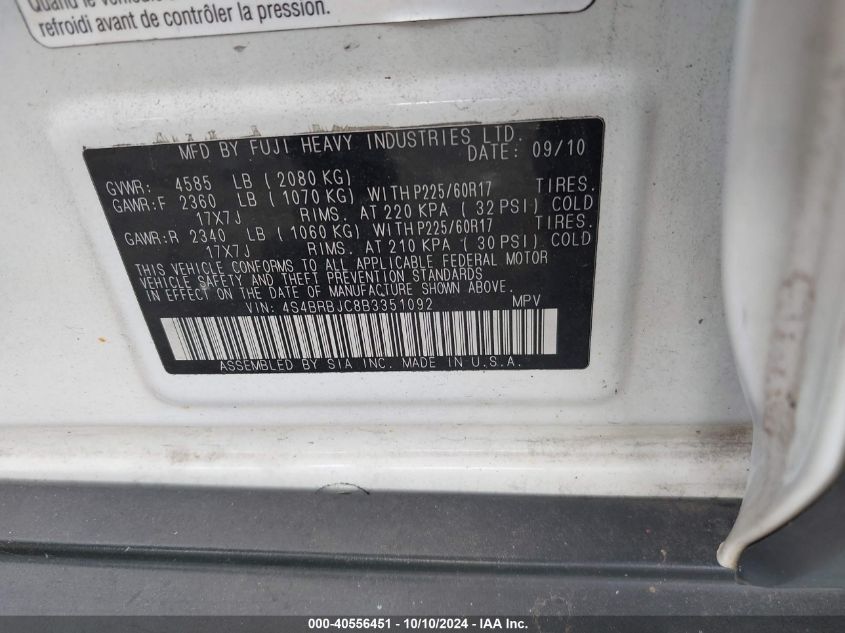 Quand le véhicule
refroidi avant de contrôler la pression.
MFD BY FUJI HEAVY INDUSTRIES LTD.
DATE: 09/10
GVWR: 4585 LB (2080 KG)
GAWR:F 2360 LB (1070 KG) WITH P225/60R17 TIRES.
17X7J RIMS. AT 220 KPA (32 PSI) COLD
GAWR:R 2340 LB (1060 KG) WITH P225/60R17 TIRES.
17X7J RIMS. AT 210 KPA (30 PSI) COLD
THIS VEHICLE CONFORMS TO ALL APPLICABLE FEDERAL MOTOR
VEHICLE SAFETY AND THEFT PREVENTION STANDARDS
IN EFFECT ON THE DATE OF MANUFACTURE SHOWN ABOVE.
VIN: 4S4BRBJC8B3351092 MPV
ASSEMBLED BY SIA INC. MADE IN U.S.A.
000-40556451 - 10/10/2024 - IAA Inc.